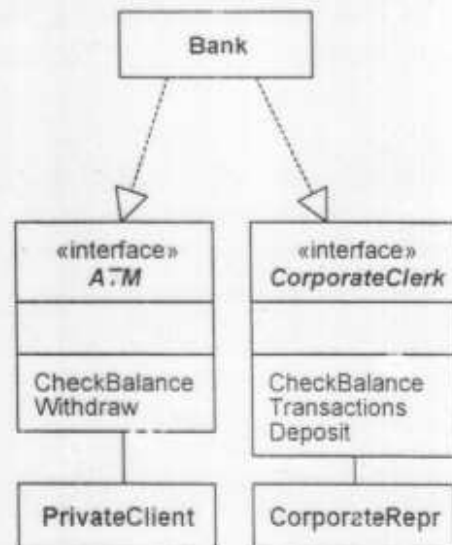 Bank
«interface»
ATM
CheckBalance
Withdraw
PrivateClient
«interface»
CorporateClerk
CheckBalance
Transactions
Deposit
CorporateRepr